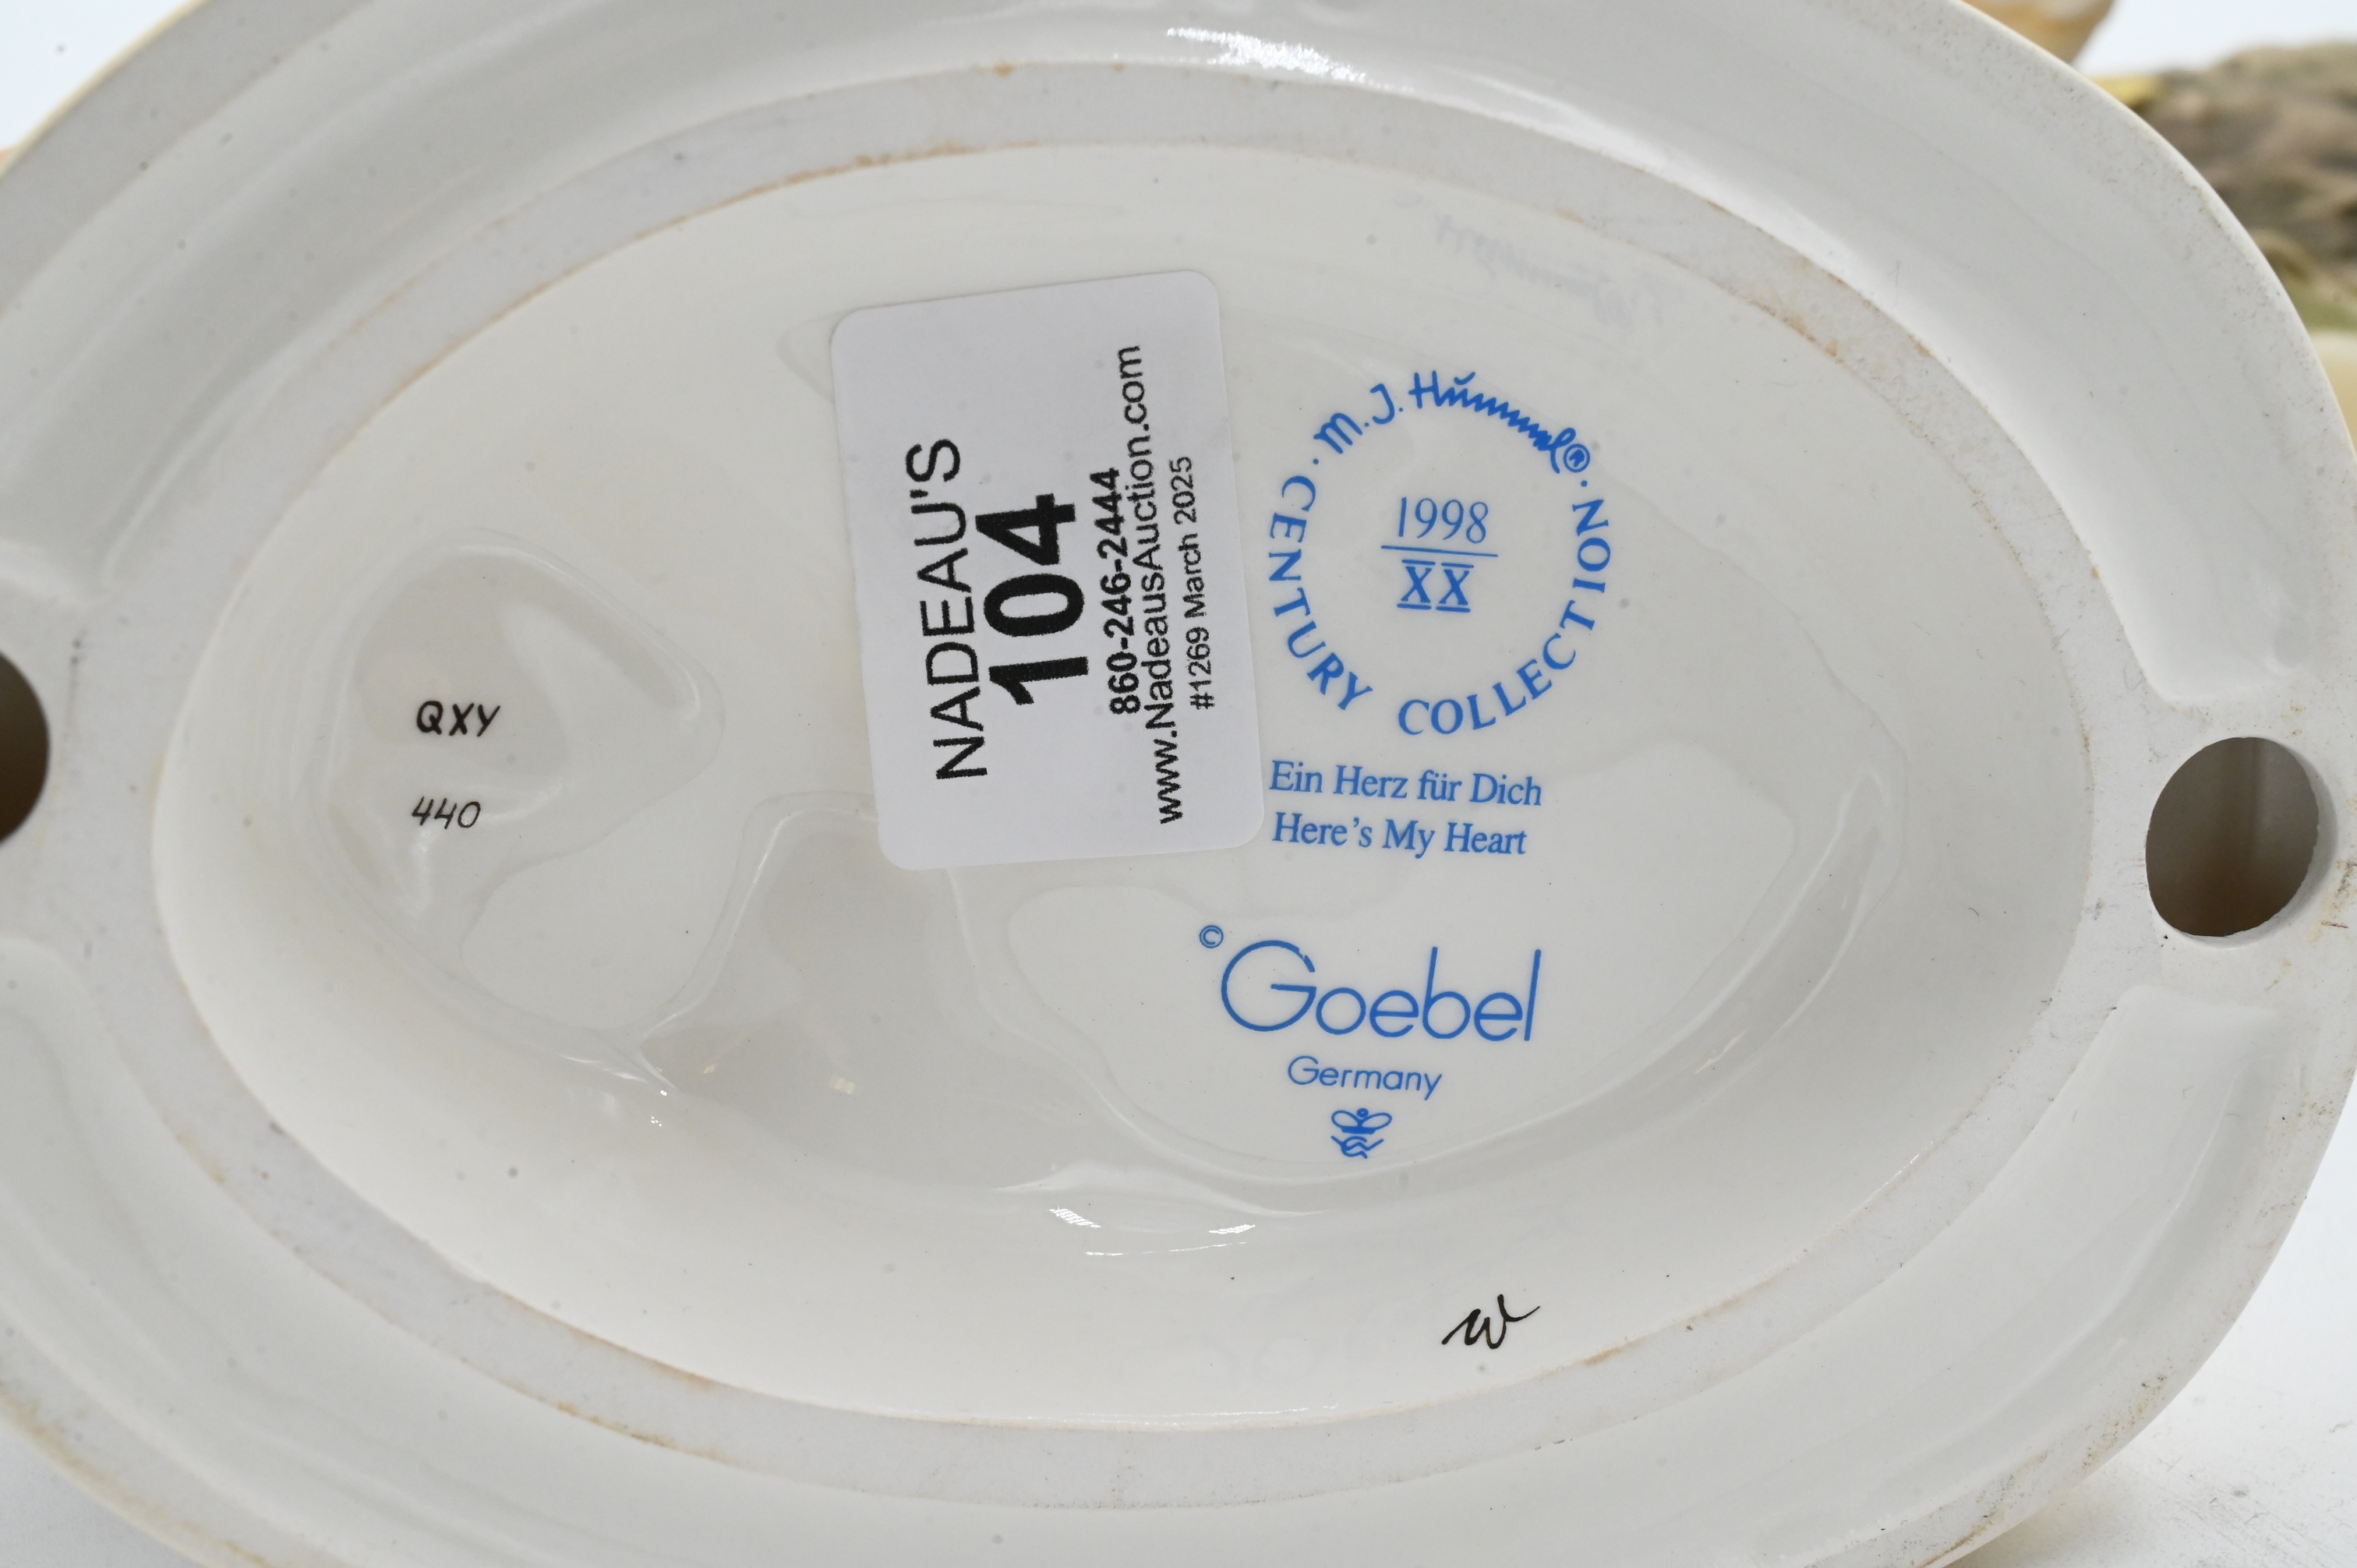 NADEAU'S
104
860-246-2444
www.NadeausAuction.com
#1269 March 2025
M.J. Hummel® · CENTURY COLLECTION ·
1998
XX
Ein Herz für Dich
Here's My Heart
© Goebel
Germany
QXY
440